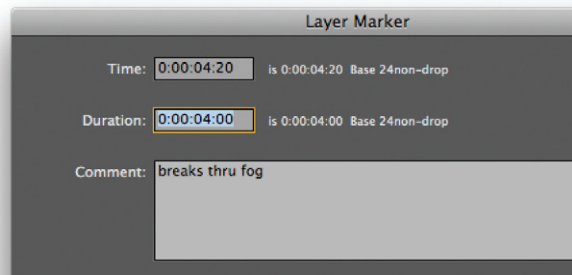 Layer Marker
Time: 0:00:04:20 is 0:00:04:20 Base 24non-drop
Duration: 0:00:04:00 is 0:00:04:00 Base 24non-drop
Comment: breaks thru fog